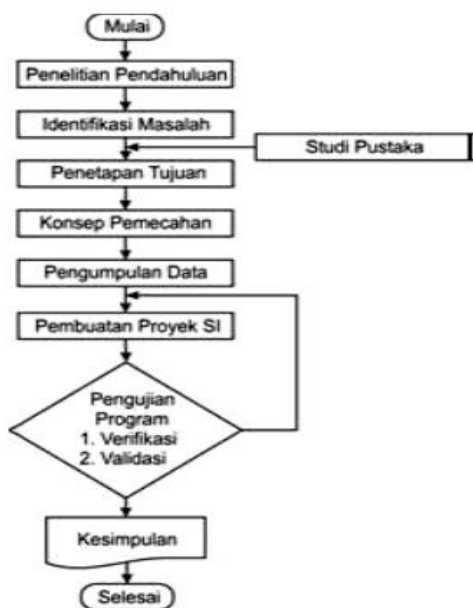 Mulai
Penelitian Pendahuluan
Identifikasi Masalah
Studi Pustaka
Penetapan Tujuan
Konsep Pemecahan
Pengumpulan Data
Pembuatan Proyek SI
Pengujian
Program
1. Verifikasi
2. Validasi
Kesimpulan
Selesai